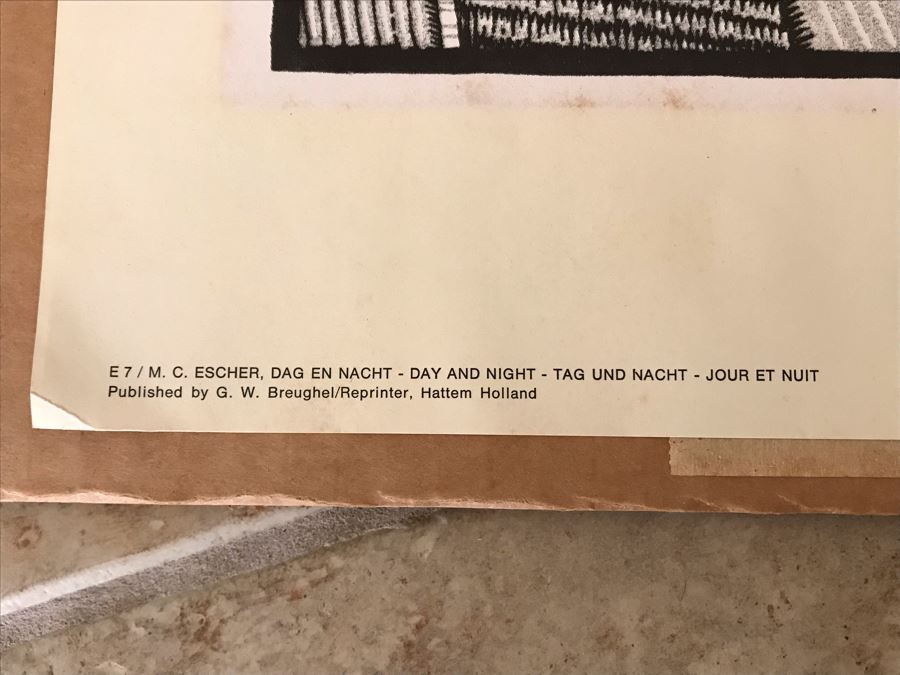 E 7 / M. C. ESCHER, DAG EN NACHT - DAY AND NIGHT - TAG UND NACHT - JOUR ET NUIT
Published by G. W. Breughel/Reprinter, Hattem Holland